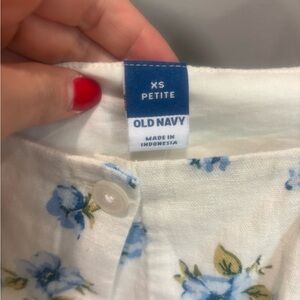 XS
PETITE
OLD NAVY
MADE IN
INDONESIA